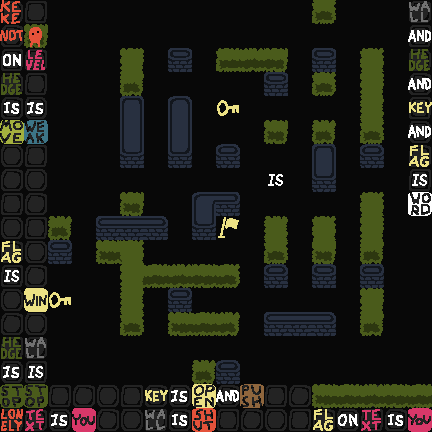 KEKE WALL
NOT AND
ON LEVEL HEDGE
HEDGE AND
IS IS KEY
MOVE WEAK AND
FLAG
IS IS
WORD
FLAG
IS
WIN
HEDGE WALL
IS IS
STOP STOP KEY IS OPEN AND PUSH
LONELY TEXT IS YOU WALL IS SHUT FLAG ON TEXT IS YOU